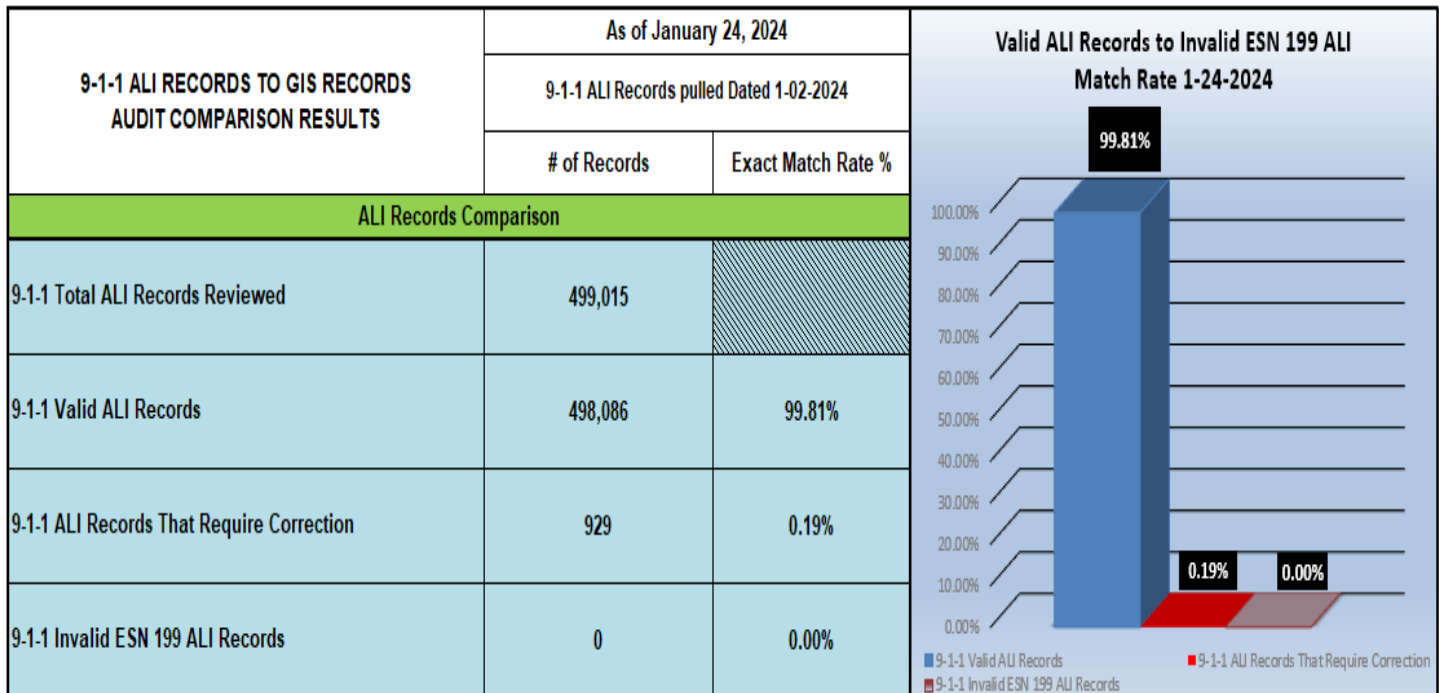 9-1-1 ALI RECORDS TO GIS RECORDS
AUDIT COMPARISON RESULTS
As of January 24, 2024
9-1-1 ALI Records pulled Dated 1-02-2024
# of Records
Exact Match Rate %
ALI Records Comparison
9-1-1 Total ALI Records Reviewed
499,015
9-1-1 Valid ALI Records
498,086
99.81%
9-1-1 ALI Records That Require Correction
929
0.19%
9-1-1 Invalid ESN 199 ALI Records
0
0.00%
Valid ALI Records to Invalid ESN 199 ALI
Match Rate 1-24-2024
99.81%
100.00%
90.00%
80.00%
70.00%
60.00%
50.00%
40.00%
30.00%
20.00%
10.00%
0.00%
0.19%
0.00%
9-1-1 Valid ALI Records
9-1-1 ALI Records That Require Correction
9-1-1 Invalid ESN 199 ALI Records